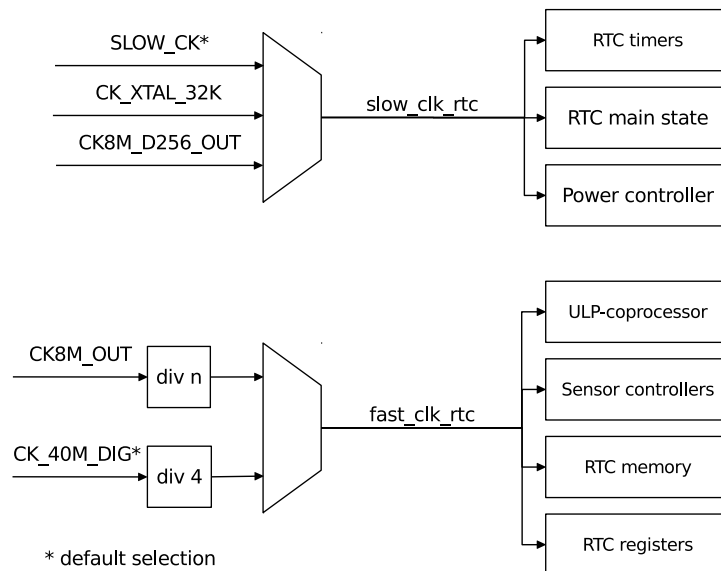 SLOW_CK*
CK_XTAL_32K
CK8M_D256_OUT
slow_clk_rtc
RTC timers
RTC main state
Power controller
CK8M_OUT
div n
CK_40M_DIG*
div 4
fast_clk_rtc
ULP-coprocessor
Sensor controllers
RTC memory
RTC registers
* default selection